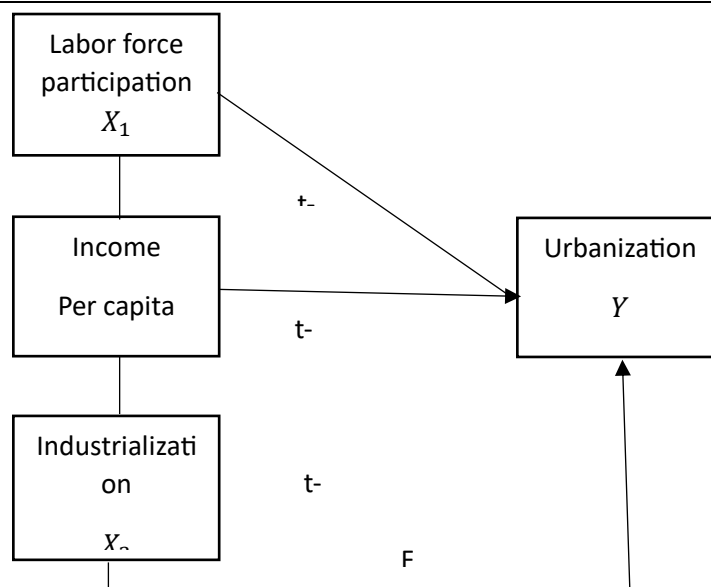 Labor force
participation
X₁
t-
Income
Per capita
Urbanization
Y
t-
Industrializati
on
t-
F